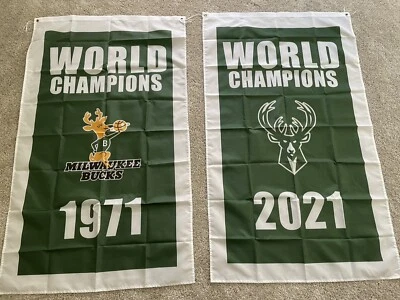 WORLD
CHAMPIONS
B
MILWAUKEE
BUCKS
1971
WORLD
CHAMPIONS
2021